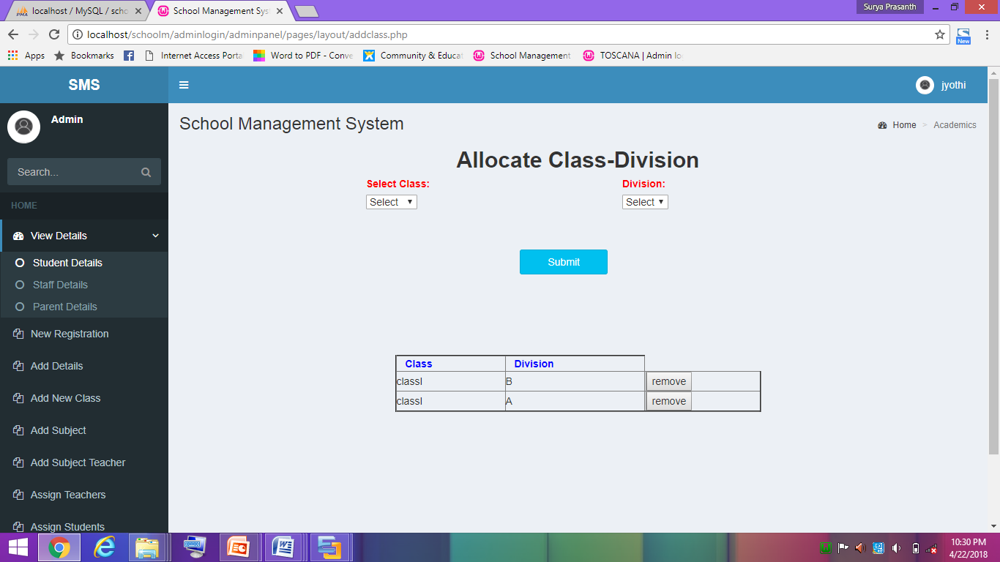 localhost / MySQL / scho
School Management Syst
Surya Prasanth
localhost/schoolm/adminlogin/adminpanel/pages/layout/addclass.php
New
Apps
Bookmarks
Internet Access Porta
Word to PDF - Conve
Community & Educat
School Management
TOSCANA | Admin lo
SMS
jyothi
Admin
School Management System
Home > Academics
Search...
Allocate Class-Division
Select Class:
Division:
Select
Select
HOME
View Details
Submit
Student Details
Staff Details
Parent Details
New Registration
Add Details
Add New Class
Add Subject
Add Subject Teacher
Assign Teachers
Assign Students
Class Division
classI B remove
classI A remove
10:30 PM
4/22/2018